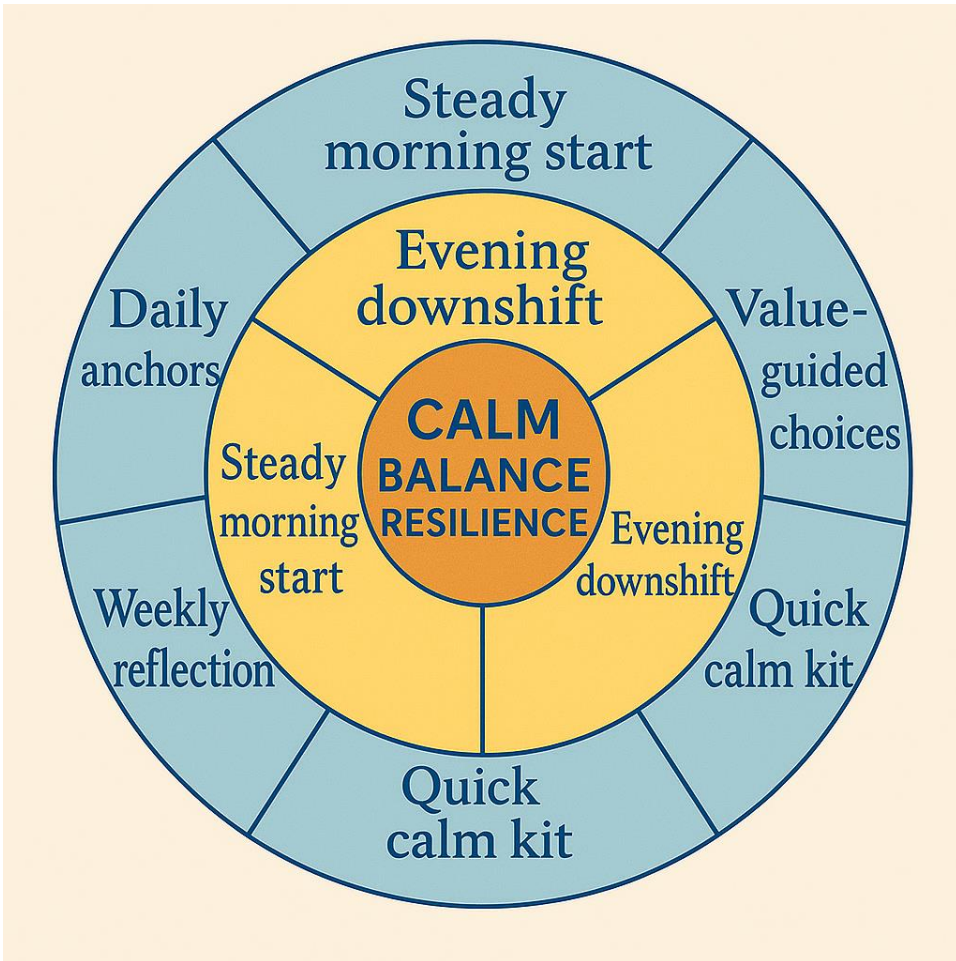 Steady
morning start
Evening
downshift
Daily
anchors
Value-
guided
choices
CALM
BALANCE
RESILIENCE
Steady
morning
start
Evening
downshift
Weekly
reflection
Quick
calm kit
Quick
calm kit